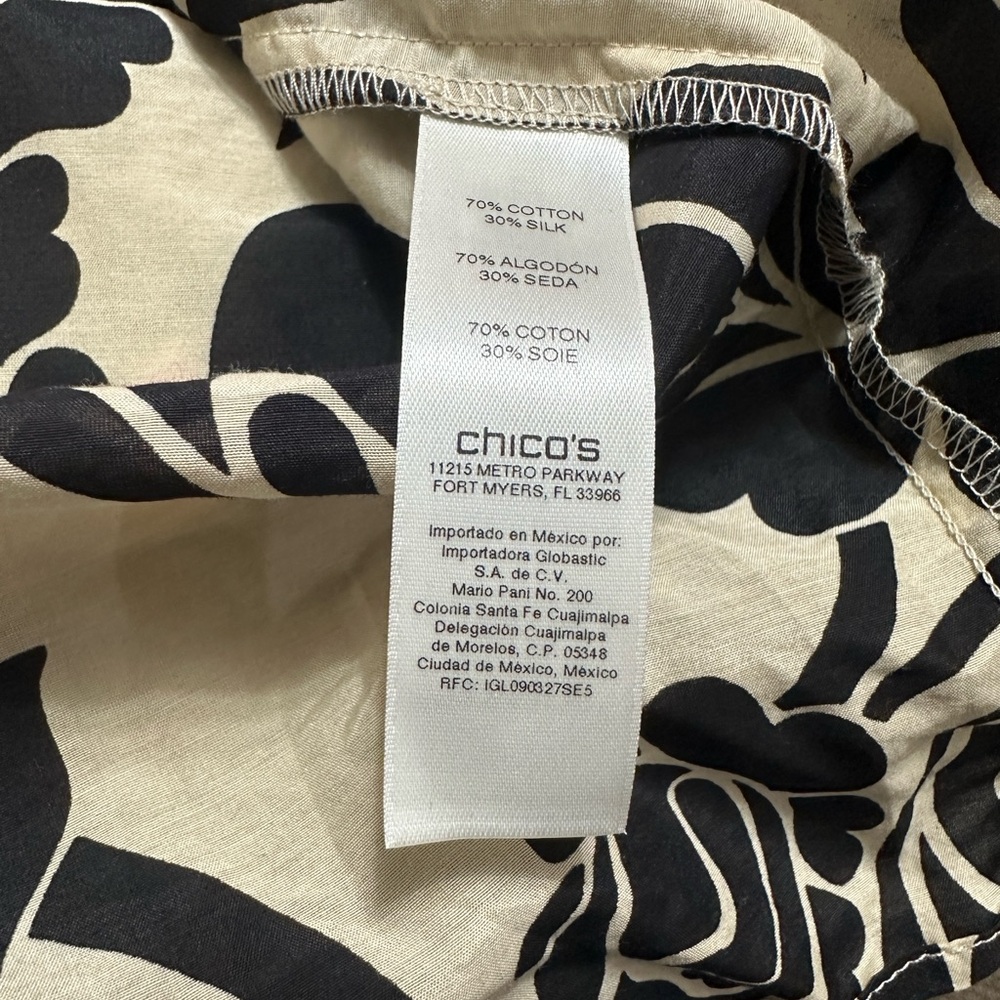 70% COTTON
30% SILK
70% ALGODÓN
30% SEDA
70% COTON
30% SOIE
chico's
11215 METRO PARKWAY
FORT MYERS, FL 33966
Importado en México por:
Importadora Globastic
S.A. de C.V.
Mario Pani No. 200
Colonia Santa Fe Cuajimalpa
Delegación Cuajimalpa
de Morelos, C.P. 05348
Ciudad de México, México
RFC: IGL090327SE5